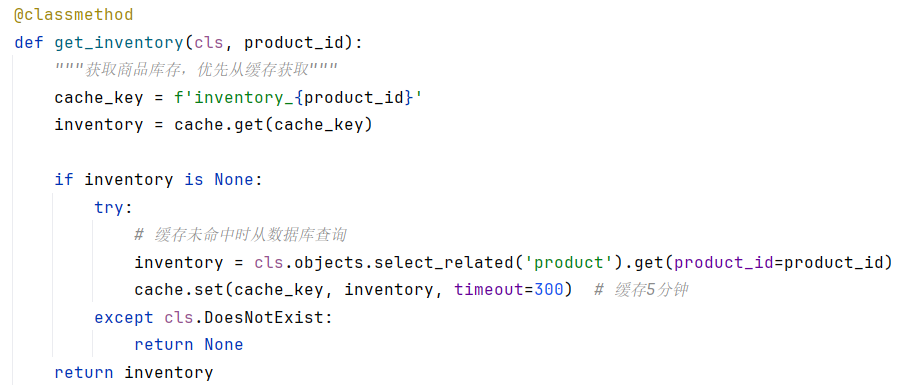 @classmethod
def get_inventory(cls, product_id):
    """获取商品库存，优先从缓存获取"""
    cache_key = f'inventory_{product_id}'
    inventory = cache.get(cache_key)

    if inventory is None:
        try:
            # 缓存未命中时从数据库查询
            inventory = cls.objects.select_related('product').get(product_id=product_id)
            cache.set(cache_key, inventory, timeout=300)  # 缓存5分钟
        except cls.DoesNotExist:
            return None
    return inventory